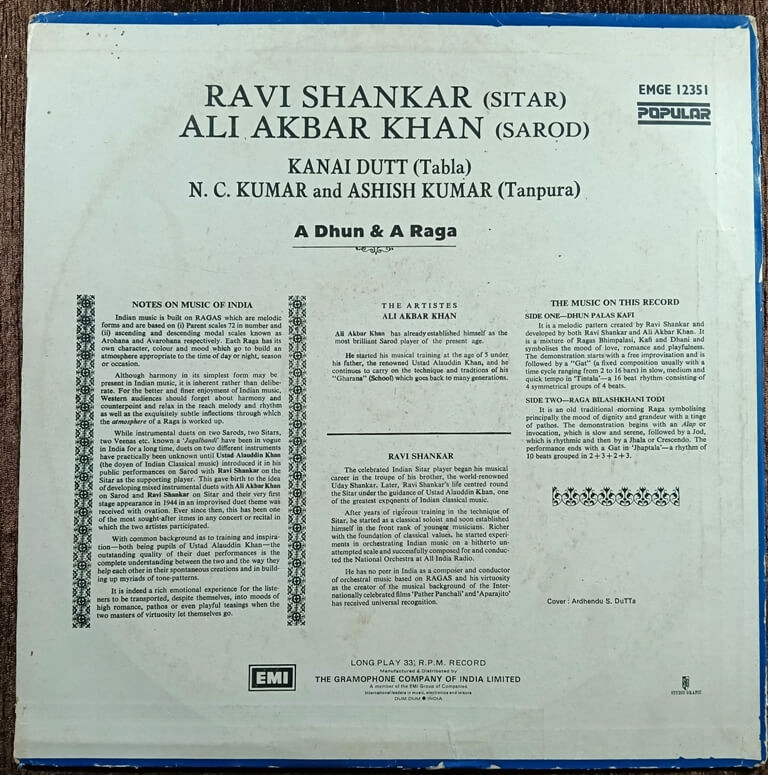 RAVI SHANKAR (SITAR)
ALI AKBAR KHAN (SAROD)
EMGE 12351
POPULAR
KANAI DUTT (Tabla)
N. C. KUMAR and ASHISH KUMAR (Tanpura)
A Dhun & A Raga
NOTES ON MUSIC OF INDIA
Indian music is built on RAGAS which are melodic
forms and are based on (i) Parent scales 72 in number and
(ii) ascending and descending modal scales known as
Arohana and Avarohana respectively. Each Raga has its
own character, colour and mood which go to build an
atmosphere appropriate to the time of day or night, season
or occasion.
Although harmony in its simplest form may be
present in Indian music, it is inherent rather than delibe-
rate. For the better and finer enjoyment of Indian music,
Western audiences should forget about harmony and
counterpoint and relax in the reach melody and rhythm
as well as the exquisitely subtle inflections through which
the atmosphere of a Raga is worked up.
While instrumental duets on two Sarods, two Sitars,
two Veenas etc. known a 'Jugalbandi' have been in vogue
in India for a long time, duets on two different instruments
have practically been unknown until Ustad Alauddin Khan
(the doyen of Indian Classical music) introduced it in his
public performances on Sarod with Ravi Shankar on the
Sitar as the supporting player. This gave birth to the idea
of developing mixed instrumental duets with Ali Akbar Khan
on Sarod and Ravi Shankar on Sitar and their very first
stage appearance in 1944 in an improvised duet theme was
received with ovation. Ever since then, this has been one
of the most sought-after itmes in any concert or recital in
which the two artistes participated.
With common background as to training and inspira-
tion—both being pupils of Ustad Alauddin Khan—the
outstanding quality of their duet performances is the
complete understanding between the two and the way they
help each other in their spontaneous creations and in build-
ing up myriads of tone-patterns.
It is indeed a rich emotional experience for the liste-
ners to be transported, despite themselves, into moods of
high romance, pathos or even playful teasings when the
two masters of virtuosity let themselves go.
THE ARTISTES
ALI AKBAR KHAN
Ali Akbar Khan has already established himself as the
most brilliant Sarod player of the present age.
He started his musical training at the age of 5 under
his father, the renowned Ustad Alauddin Khan, and he
continues to carry on the technique and tradtions of his
"Gharana" (School) which goes back to many generations.
RAVI SHANKAR
The celebrated Indian Sitar player began his musical
career in the troupe of his brother, the world-renowned
Uday Shankar. Later, Ravi Shankar's life centred round
the Sitar under the guidance of Ustad Alauddin Khan, one
of the greatest exponents of Indian classical music.
After years of rigorous training in the technique of
Sitar, he started as a classical soloist and soon established
himself in the front rank of younger musicians. Richer
with the foundation of classical values, he started experi-
ments in orchestrating Indian music on a hitherto un-
attempted scale and successfully composed for and conduc-
ted the National Orchestra at All India Radio.
He has no peer in India as a composer and conductor
of orchestral music based on RAGAS and his virtuosity
as the creator of the musical background of the Inter-
nationally celebrated films 'Pather Panchali' and 'Aparajito'
has received universal recognition.
THE MUSIC ON THIS RECORD
SIDE ONE—DHUN PALAS KAFI
It is a melodic pattern created by Ravi Shankar and
developed by both Ravi Shankar and Ali Akbar Khan. It
is a mixture of Ragas Bhimpalasi, Kafi and Dhani and
symbolises the mood of love, romance and playfulness.
The demonstration starts with a free improvisation and is
followed by a "Gat" (a fixed composition usually with a
time cycle ranging from 2 to 16 bars) in slow, medium and
quick tempo in 'Tintala'—a 16 beat rhythm consisting of
4 symmetrical groups of 4 beats.
SIDE TWO—RAGA BILASHKHANI TODI
It is an old traditional morning Raga symbolising
principally the mood of dignity and grandeur with a tinge
of pathos. The demonstration begins with an Alap or
invocation, which is slow and serene, followed by a Jod,
which is rhythmic and then by a Jhala or Crescendo. The
performance ends with a Gat in 'Jhaptala'—a rhythm of
10 beats grouped in 2+3+2+3.
Cover : Ardhendu S. DuTTa
EMI
LONG PLAY 33⅓ R.P.M. RECORD
Manufactured & Distributed by
THE GRAMOPHONE COMPANY OF INDIA LIMITED
A member of the EMI Group of Companies
International leaders in music, electronics and leisure
DUM DUM ◆ INDIA